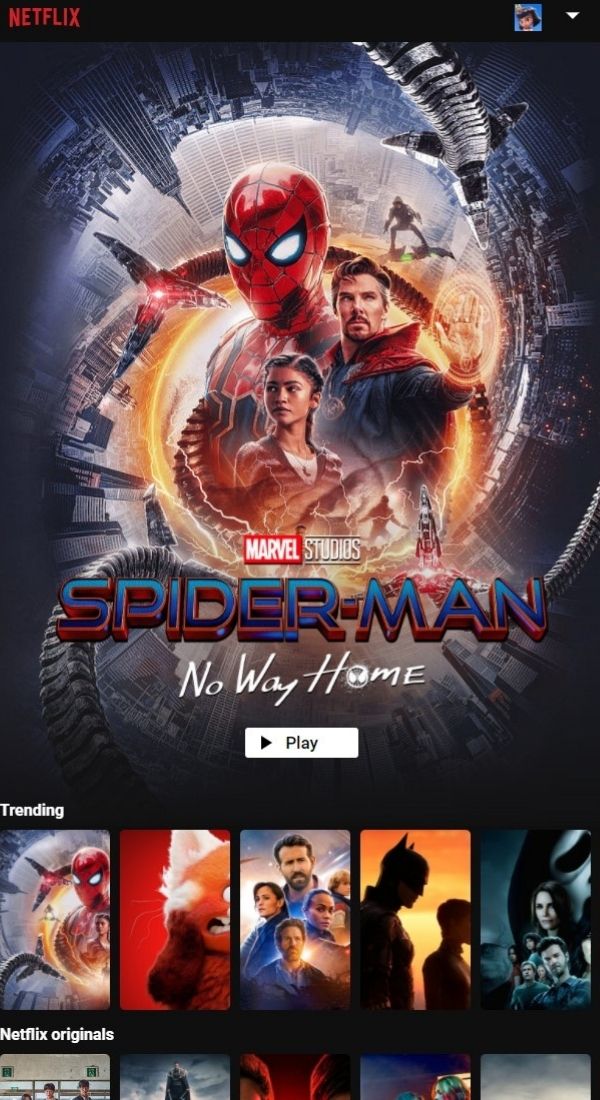 NETFLIX
MARVEL STUDIOS
SPIDER-MAN
No Way Home
Play
Trending
Netflix originals